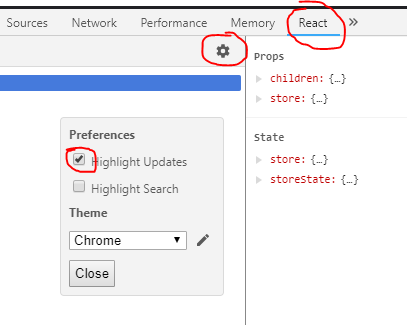 Sources Network Performance Memory React »
Props
children: {…}
store: {…}
State
store: {…}
storeState: {…}
Preferences
Highlight Updates
Highlight Search
Theme
Chrome
Close